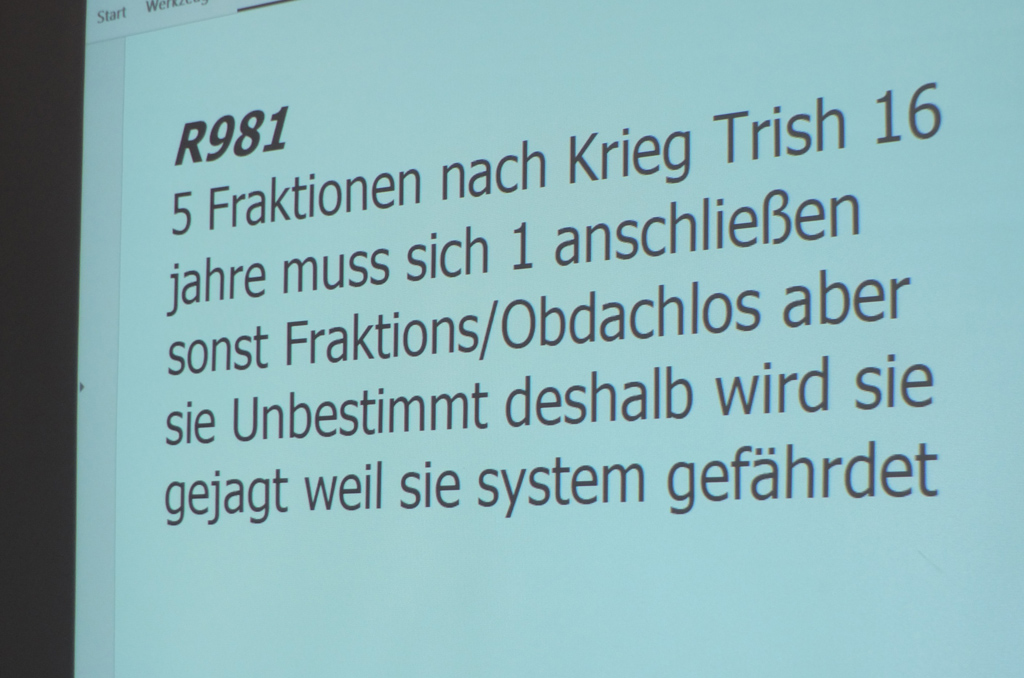 Start
R981
5 Fraktionen nach Krieg Trish 16
jahre muss sich 1 anschließen
sonst Fraktions/Obdachlos aber
sie Unbestimmt deshalb wird sie
gejagt weil sie system gefährdet